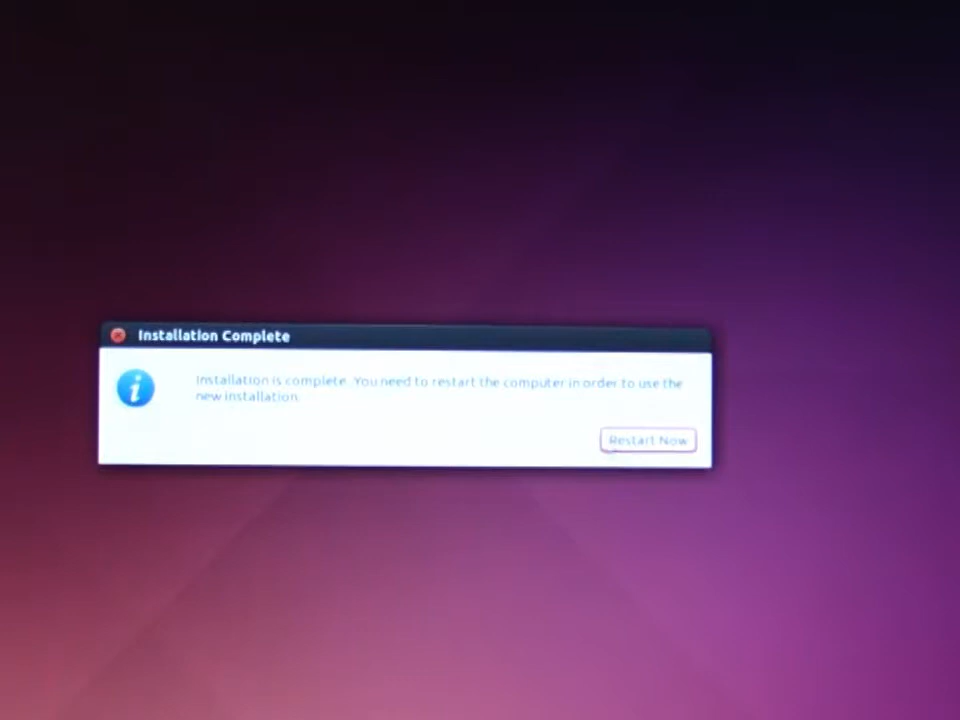 Installation Complete
Installation is complete. You need to restart the computer in order to use the
new installation.
Restart Now